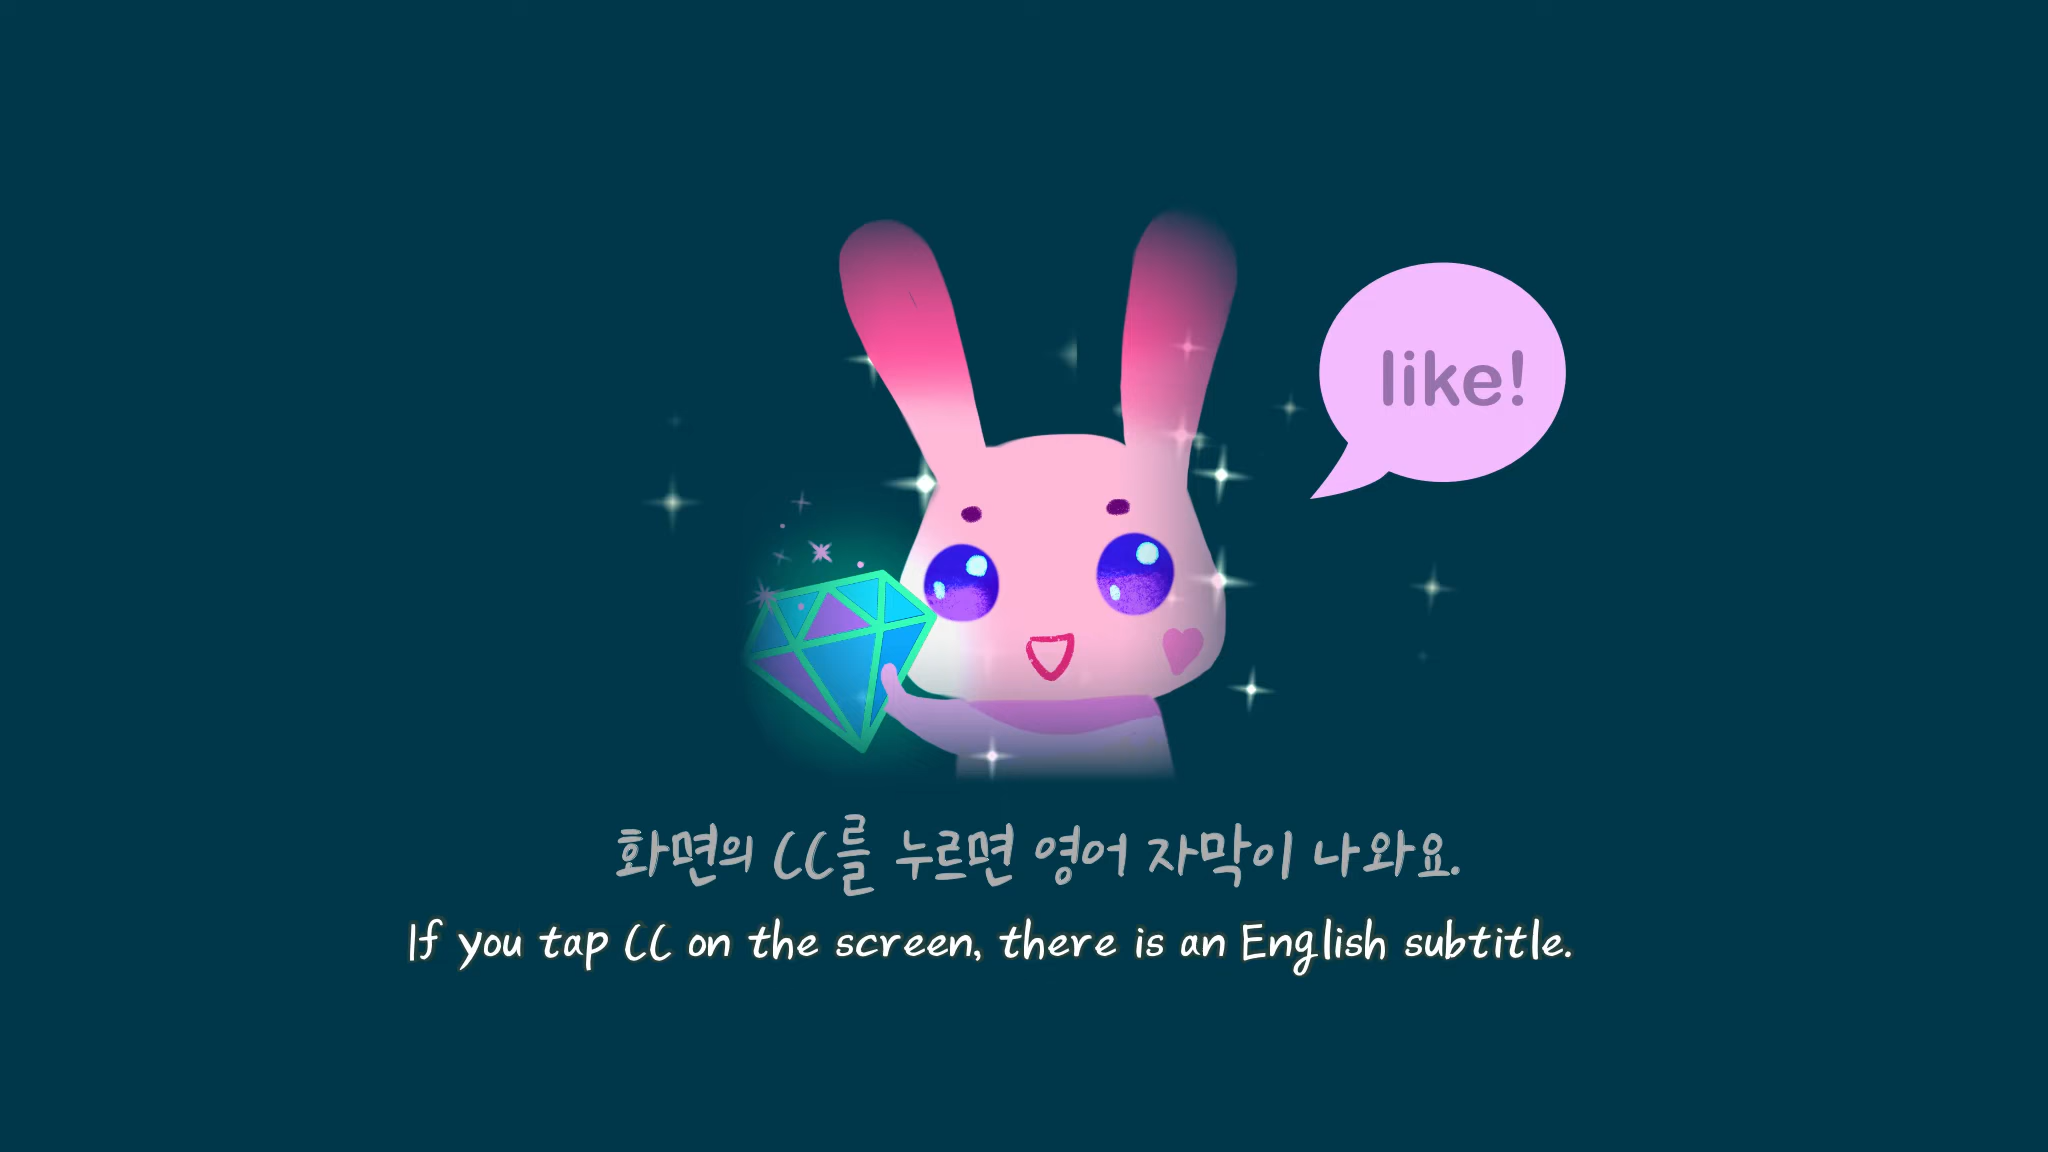 like!
화면의 CC를 누르면 영어 자막이 나와요.
If you tap CC on the screen, there is an English subtitle.